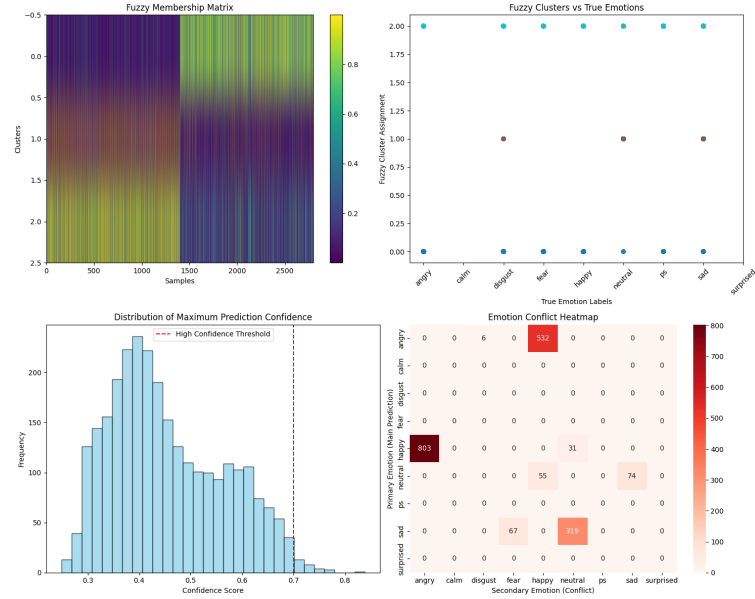 Fuzzy Membership Matrix
−0.5
0.0
0.5
1.0
1.5
2.0
2.5
Clusters
0 500 1000 1500 2000 2500
Samples
0.8
0.6
0.4
0.2
Fuzzy Clusters vs True Emotions
2.00
1.75
1.50
1.25
1.00
0.75
0.50
0.25
0.00
Fuzzy Cluster Assignment
angry calm disgust fear happy neutral ps sad surprised
True Emotion Labels
Distribution of Maximum Prediction Confidence
High Confidence Threshold
200
150
100
50
0
Frequency
0.3 0.4 0.5 0.6 0.7 0.8
Confidence Score
Emotion Conflict Heatmap
Primary Emotion (Main Prediction)
angry 0 0 6 0 532 0 0 0 0
calm 0 0 0 0 0 0 0 0 0
disgust 0 0 0 0 0 0 0 0 0
fear 0 0 0 0 0 0 0 0 0
happy 803 0 0 0 0 31 0 0 0
neutral 0 0 0 0 55 0 0 74 0
ps 0 0 0 0 0 0 0 0 0
sad 0 0 0 67 0 319 0 0 0
surprised 0 0 0 0 0 0 0 0 0
angry calm disgust fear happy neutral ps sad surprised
Secondary Emotion (Conflict)
800
700
600
500
400
300
200
100
0